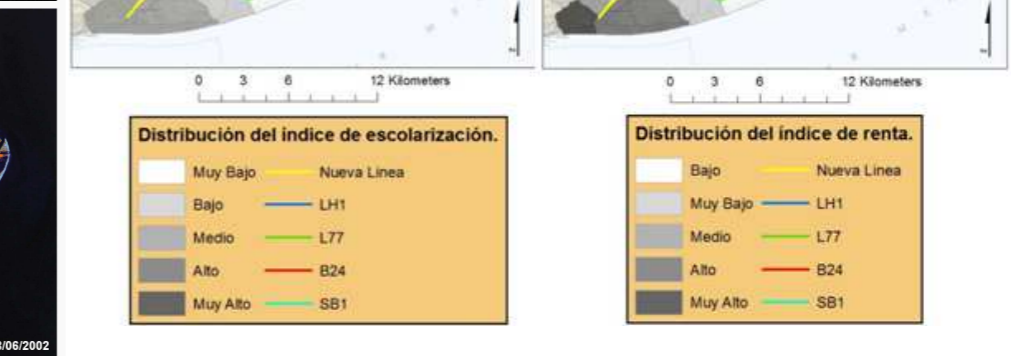 0 3 6 12 Kilometers
Distribución del índice de escolarización.
Muy Bajo Nueva Linea
Bajo LH1
Medio L77
Alto B24
Muy Alto SB1
0 3 6 12 Kilometers
Distribución del índice de renta.
Bajo Nueva Linea
Muy Bajo LH1
Medio L77
Alto B24
Muy Alto SB1
/06/2002